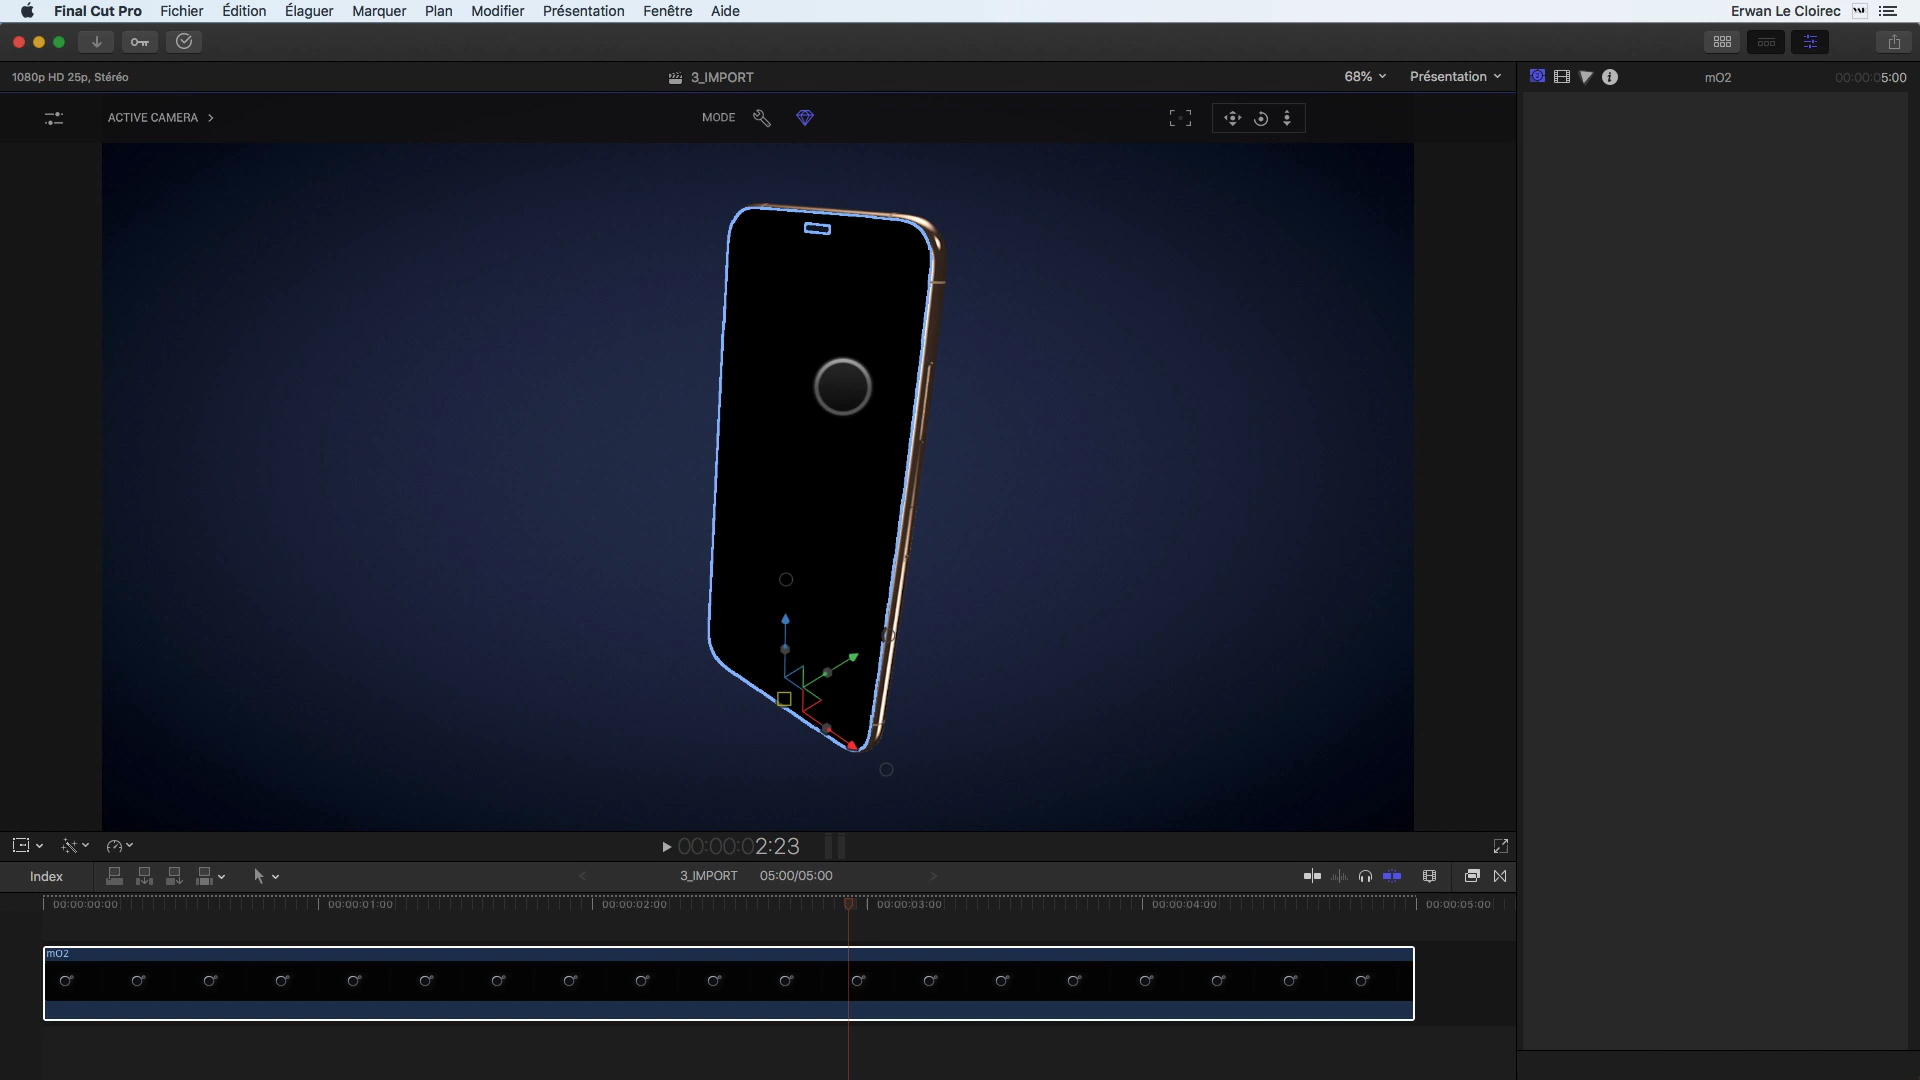 Final Cut Pro Fichier Édition Élaguer Marquer Plan Modifier Présentation Fenêtre Aide Erwan Le Cloirec
1080p HD 25p, Stéréo 3_IMPORT 68% Présentation mO2 00:00:05:00
ACTIVE CAMERA MODE
00:00:02:23
Index 3_IMPORT 05:00/05:00
00:00:00:00 00:00:01:00 00:00:02:00 00:00:03:00 00:00:04:00 00:00:05:00
mO2